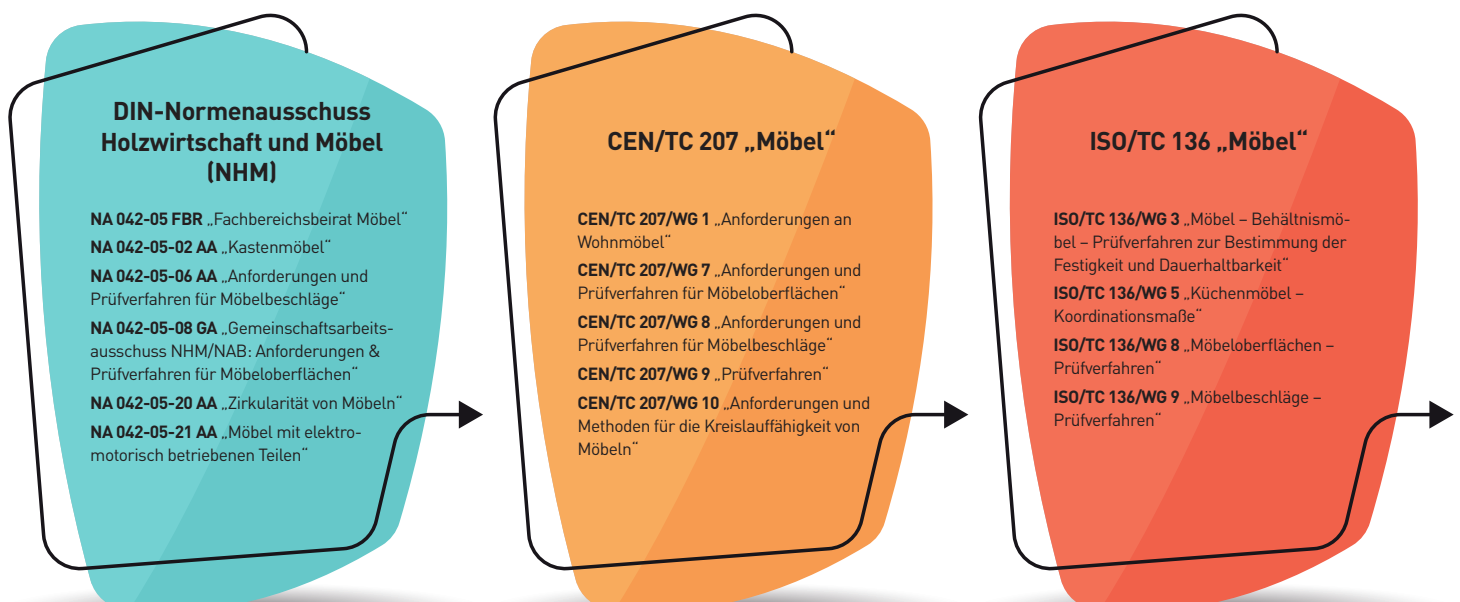 DIN-Normenausschuss
Holzwirtschaft und Möbel
(NHM)
NA 042-05 FBR „Fachbereichsbeirat Möbel“
NA 042-05-02 AA „Kastenmöbel“
NA 042-05-06 AA „Anforderungen und
Prüfverfahren für Möbelbeschläge“
NA 042-05-08 GA „Gemeinschaftsarbeits-
ausschuss NHM/NAB: Anforderungen &
Prüfverfahren für Möbeloberflächen“
NA 042-05-20 AA „Zirkularität von Möbeln“
NA 042-05-21 AA „Möbel mit elektro-
motorisch betriebenen Teilen“
CEN/TC 207 „Möbel“
CEN/TC 207/WG 1 „Anforderungen an
Wohnmöbel“
CEN/TC 207/WG 7 „Anforderungen und
Prüfverfahren für Möbeloberflächen“
CEN/TC 207/WG 8 „Anforderungen und
Prüfverfahren für Möbelbeschläge“
CEN/TC 207/WG 9 „Prüfverfahren“
CEN/TC 207/WG 10 „Anforderungen und
Methoden für die Kreislauffähigkeit von
Möbeln“
ISO/TC 136 „Möbel“
ISO/TC 136/WG 3 „Möbel – Behältnismö-
bel – Prüfverfahren zur Bestimmung der
Festigkeit und Dauerhaltbarkeit“
ISO/TC 136/WG 5 „Küchenmöbel –
Koordinationsmaße“
ISO/TC 136/WG 8 „Möbeloberflächen –
Prüfverfahren“
ISO/TC 136/WG 9 „Möbelbeschläge –
Prüfverfahren“